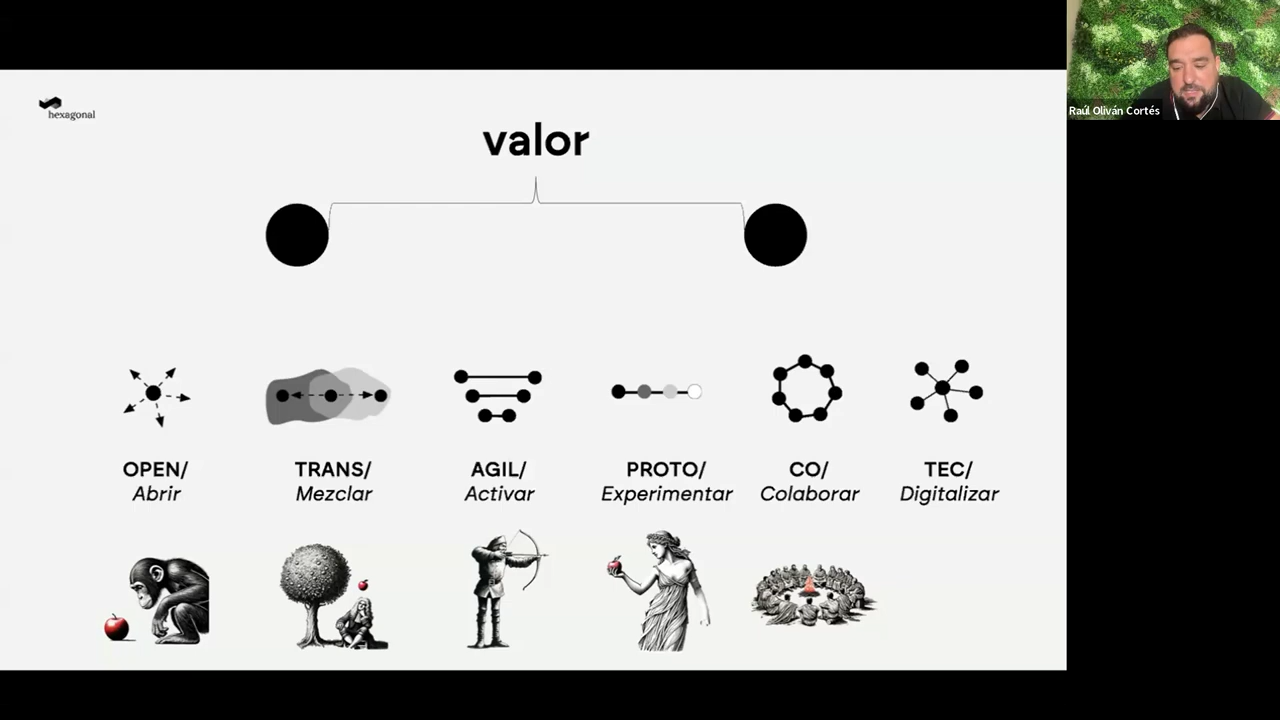 hexagonal
Raúl Oliván Cortés
valor
OPEN/
Abrir
TRANS/
Mezclar
AGIL/
Activar
PROTO/
Experimentar
CO/
Colaborar
TEC/
Digitalizar